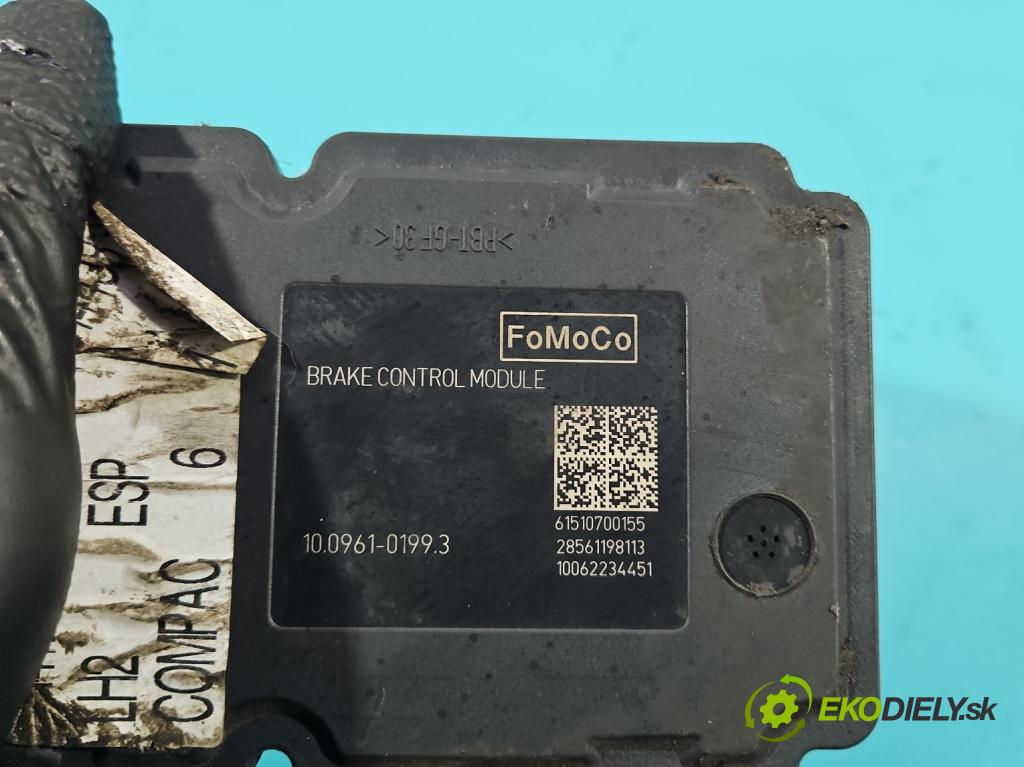 >PBT-GF30<
FoMoCo
BRAKE CONTROL MODULE
61510700155
10.0961-0199.3
28561198113
10062234451
ESP
6
LH2
COMPAC
EKODIELY.sk